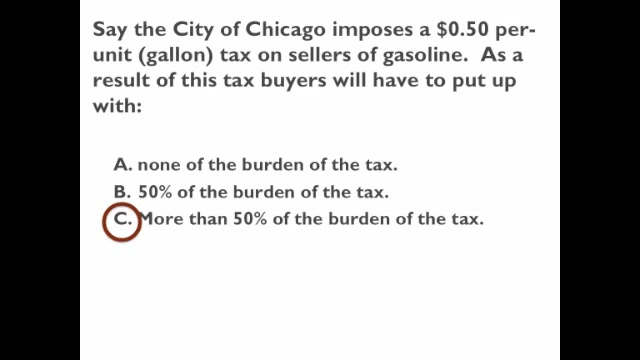 Say the City of Chicago imposes a $0.50 per-
unit (gallon) tax on sellers of gasoline. As a
result of this tax buyers will have to put up
with:
A. none of the burden of the tax.
B. 50% of the burden of the tax.
C. More than 50% of the burden of the tax.